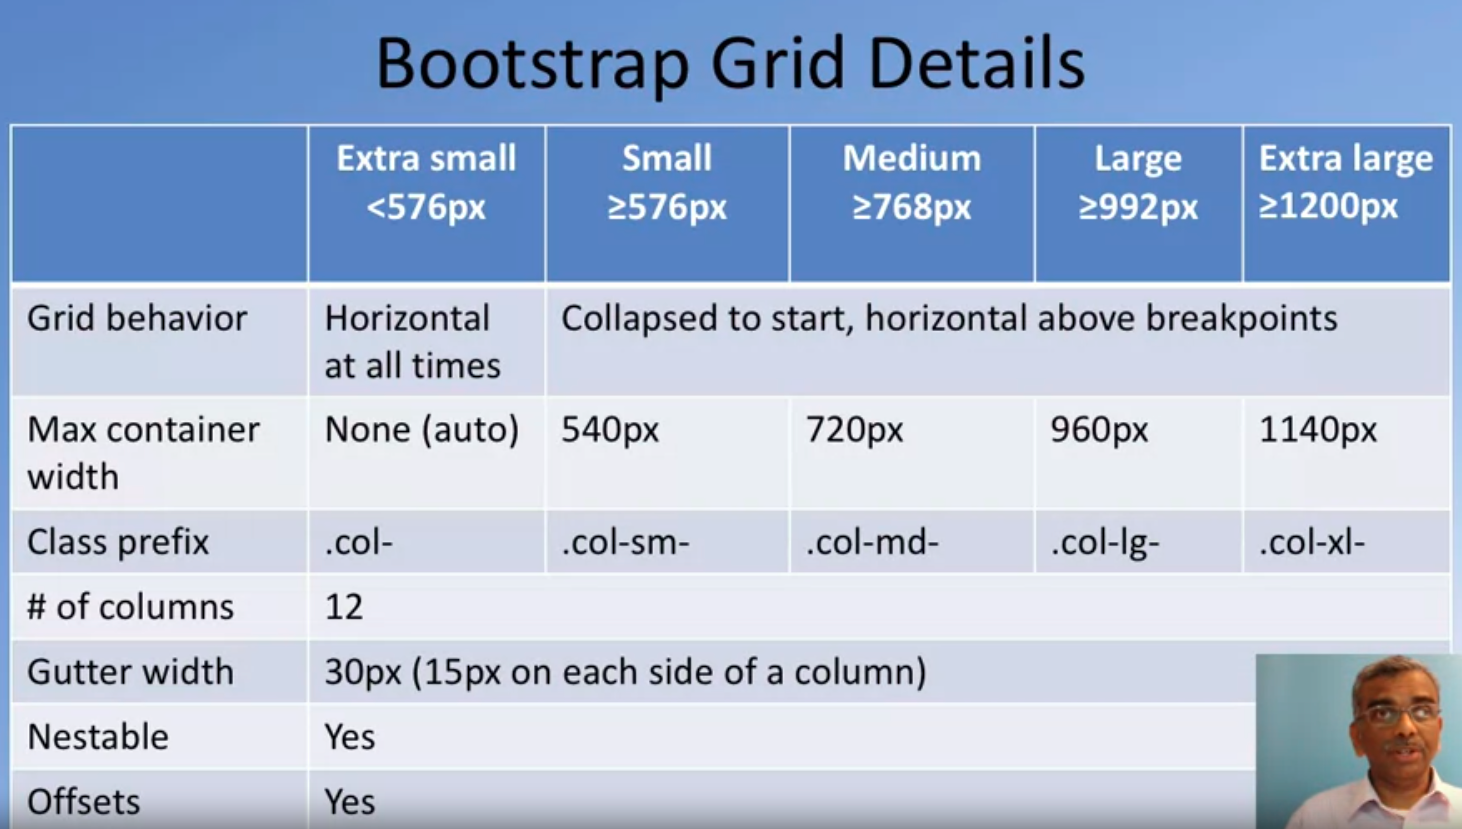 Bootstrap Grid Details
Extra small
<576px
Small
≥576px
Medium
≥768px
Large
≥992px
Extra large
≥1200px
Grid behavior
Horizontal
at all times
Collapsed to start, horizontal above breakpoints
Max container
width
None (auto)
540px
720px
960px
1140px
Class prefix
.col-
.col-sm-
.col-md-
.col-lg-
.col-xl-
# of columns
12
Gutter width
30px (15px on each side of a column)
Nestable
Yes
Offsets
Yes